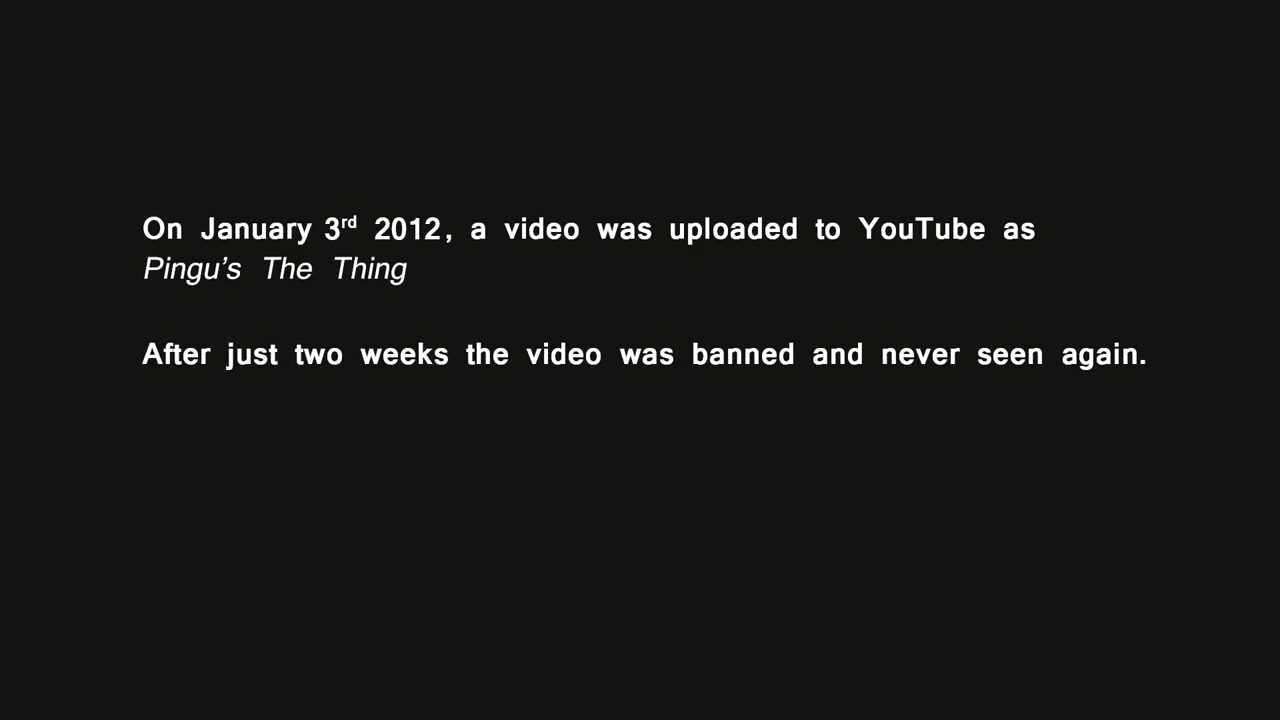 On January 3rd 2012, a video was uploaded to YouTube as
Pingu's The Thing
After just two weeks the video was banned and never seen again.